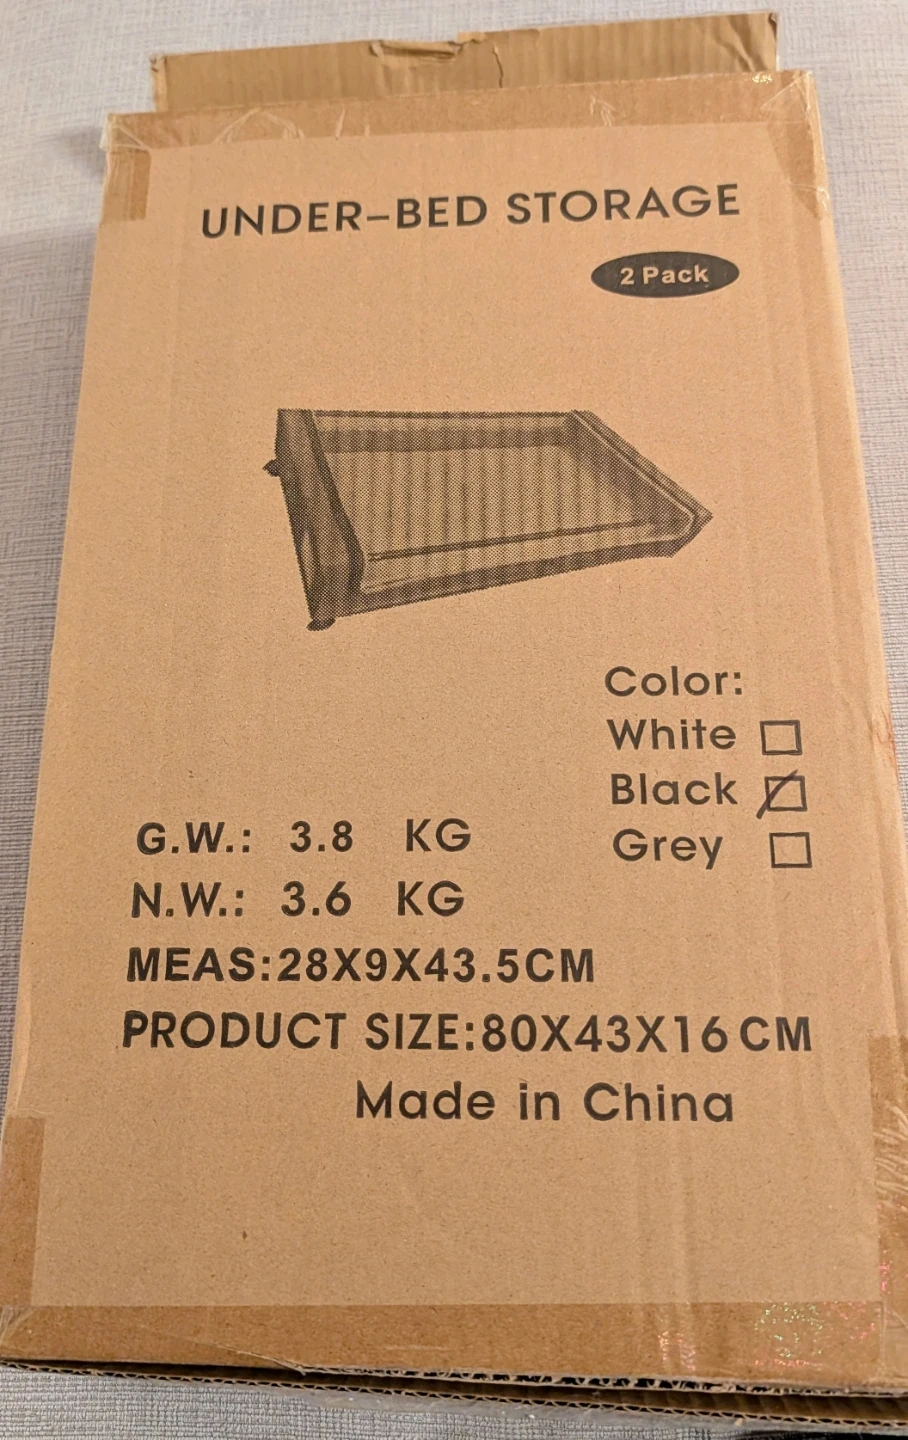 UNDER-BED STORAGE
2 Pack
Color:
White
Black
Grey
G.W.: 3.8 KG
N.W.: 3.6 KG
MEAS:28X9X43.5CM
PRODUCT SIZE:80X43X16CM
Made in China